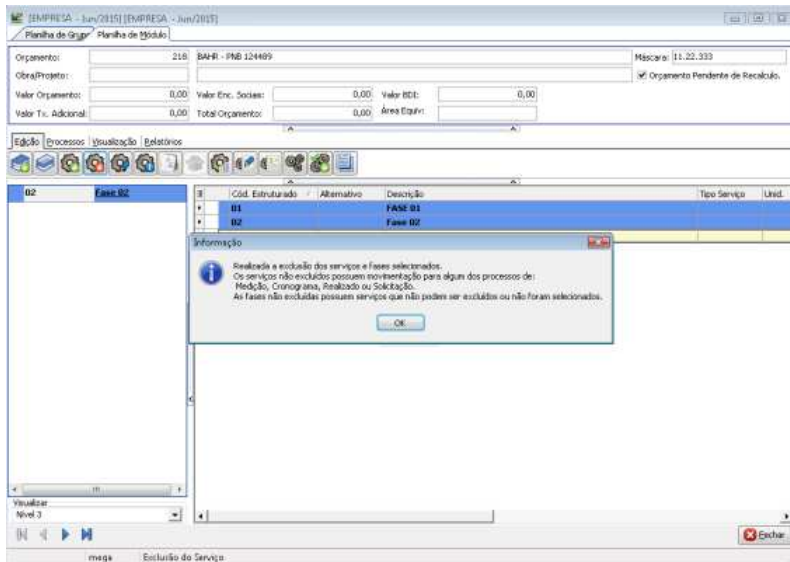 [EMPRESA - Jun/2015] [EMPRESA - Jun/2015]
Planilha de Grupo Planilha de Módulo
Orçamento: 218 BAHR - PNB 124489 Máscara: 11.22.333
Obra/Projeto: Orçamento Pendente de Recalculo.
Valor Orçamento: 0,00 Valor Enc. Sociais: 0,00 Valor BDI: 0,00
Valor Tx. Adicional: 0,00 Total Orçamento: 0,00 Área Equiv:
Edição Processos Visualização Relatórios
02 Fase 02
Cód. Estruturado Alternativo Descrição Tipo Serviço Unid.
01 FASE 01
02 Fase 02
Informação
Realizada a exclusão dos serviços e fases selecionados.
Os serviços não excluídos possuem movimentação para algum dos processos de:
Medição, Cronograma, Realizado ou Solicitação.
As fases não excluídas possuem serviços que não podem ser excluídos ou não foram selecionados.
OK
Visualizar
Nível 3
Fechar
mega Exclusão do Serviço